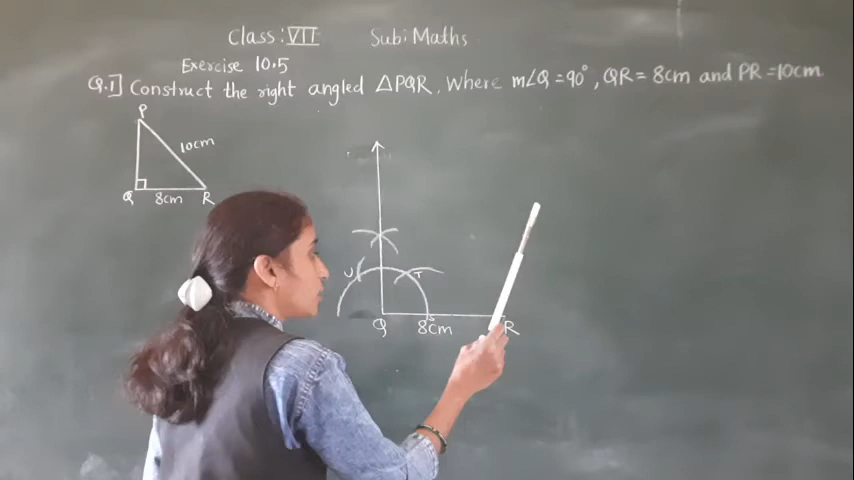 Class: VII Sub: Maths
Exercise 10.5
Q.1] Construct the right angled △PQR, Where m∠Q = 90°, QR = 8cm and PR = 10cm.
P
10cm
Q 8cm R
U T
S
Q 8cm R